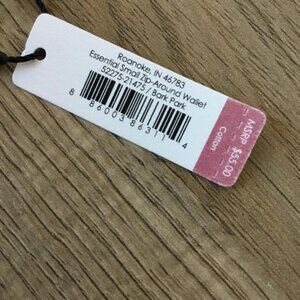 Roanoke, IN 46783
Essential Small Zip-Around Wallet
52275-21475 / Bark Park
8 86003 86311 4
MSRP $55.00
Cotton